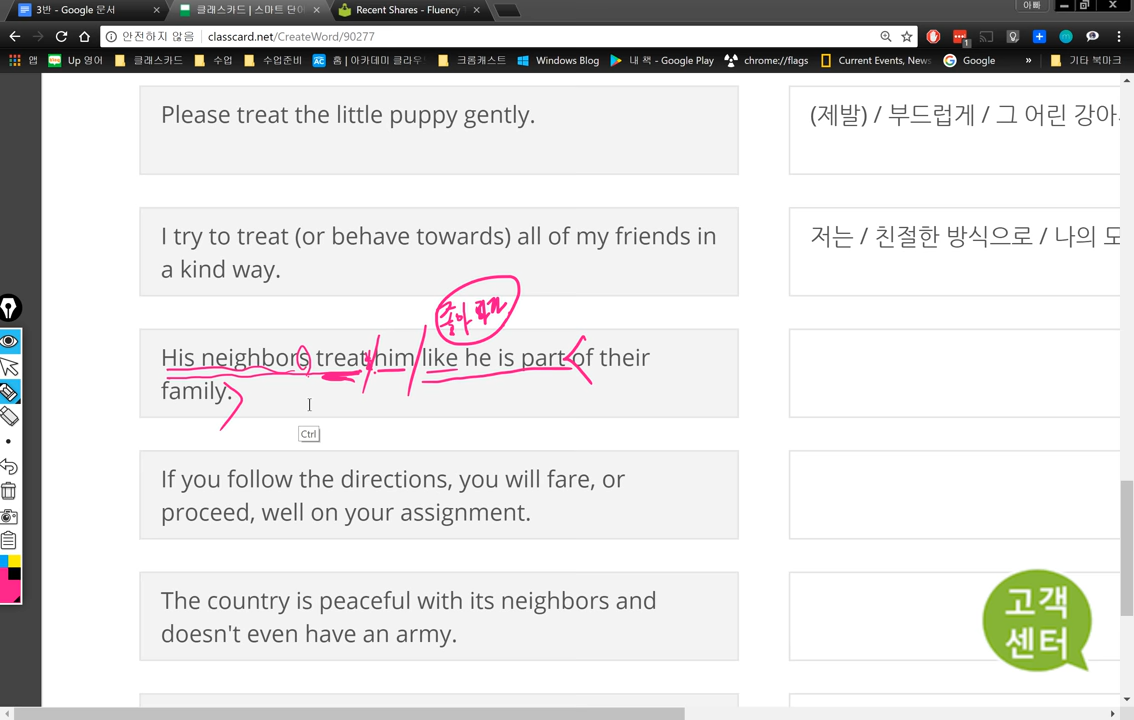 3반 - Google 문서
클래스카드 | 스마트 단어
Recent Shares - Fluency
아빠
안전하지 않음
classcard.net/CreateWord/90277
앱
Up 영어
클래스카드
수업
수업준비
홈 | 아카데미 클라우
크롬캐스트
Windows Blog
내 책 - Google Play
chrome://flags
Current Events, News
Google
»
기타 북마크
Please treat the little puppy gently.
(제발) / 부드럽게 / 그 어린 강아
I try to treat (or behave towards) all of my friends in
a kind way.
저는 / 친절한 방식으로 / 나의 모
His neighbors treat him like he is part of their
family.
Ctrl
If you follow the directions, you will fare, or
proceed, well on your assignment.
The country is peaceful with its neighbors and
doesn't even have an army.
고객
센터